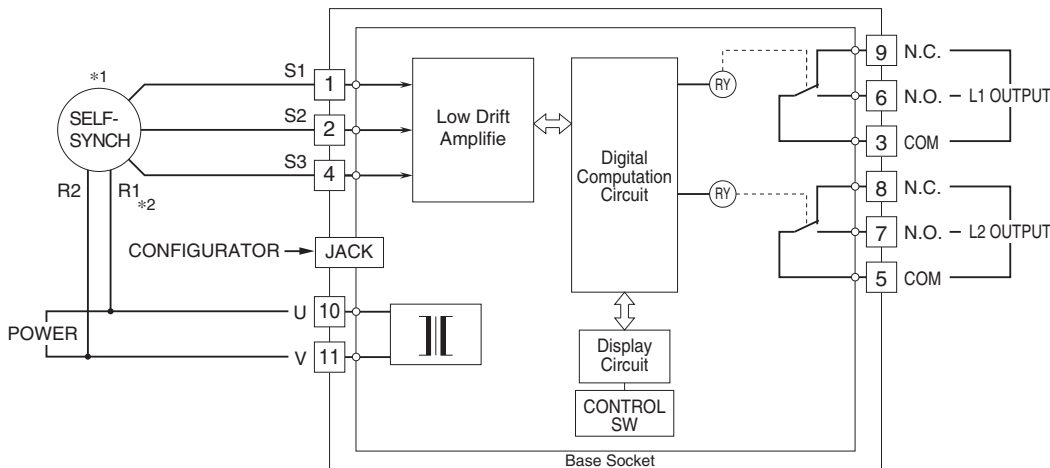 *1
SELF-
SYNCH
R2
R1
*2
S1
S2
S3
1
2
4
CONFIGURATOR
JACK
POWER
U
V
10
11
Low Drift
Amplifie
Digital
Computation
Circuit
Display
Circuit
CONTROL
SW
RY
RY
9 N.C.
6 N.O. L1 OUTPUT
3 COM
8 N.C.
7 N.O. L2 OUTPUT
5 COM
Base Socket